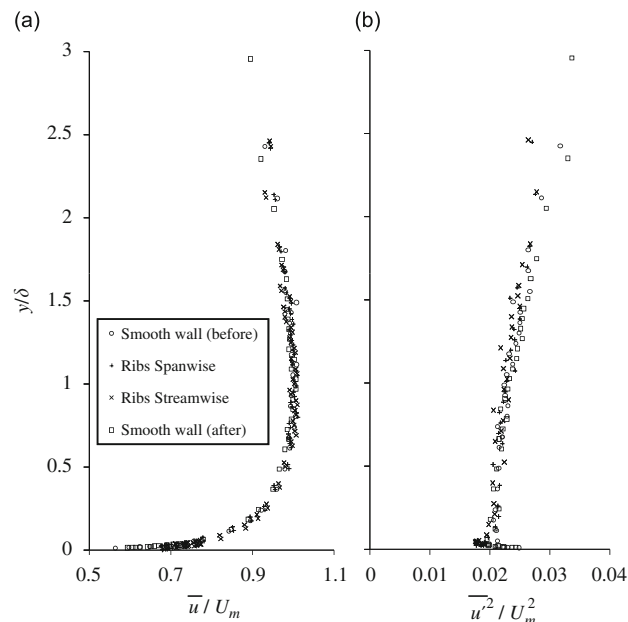 (a)
(b)
3
2.5
2
1.5
1
0.5
0
y/δ
Smooth wall (before)
Ribs Spanwise
Ribs Streamwise
Smooth wall (after)
0.5 0.7 0.9 1.1
0 0.01 0.02 0.03 0.04
u̅ / U_m
u'² / U_m²